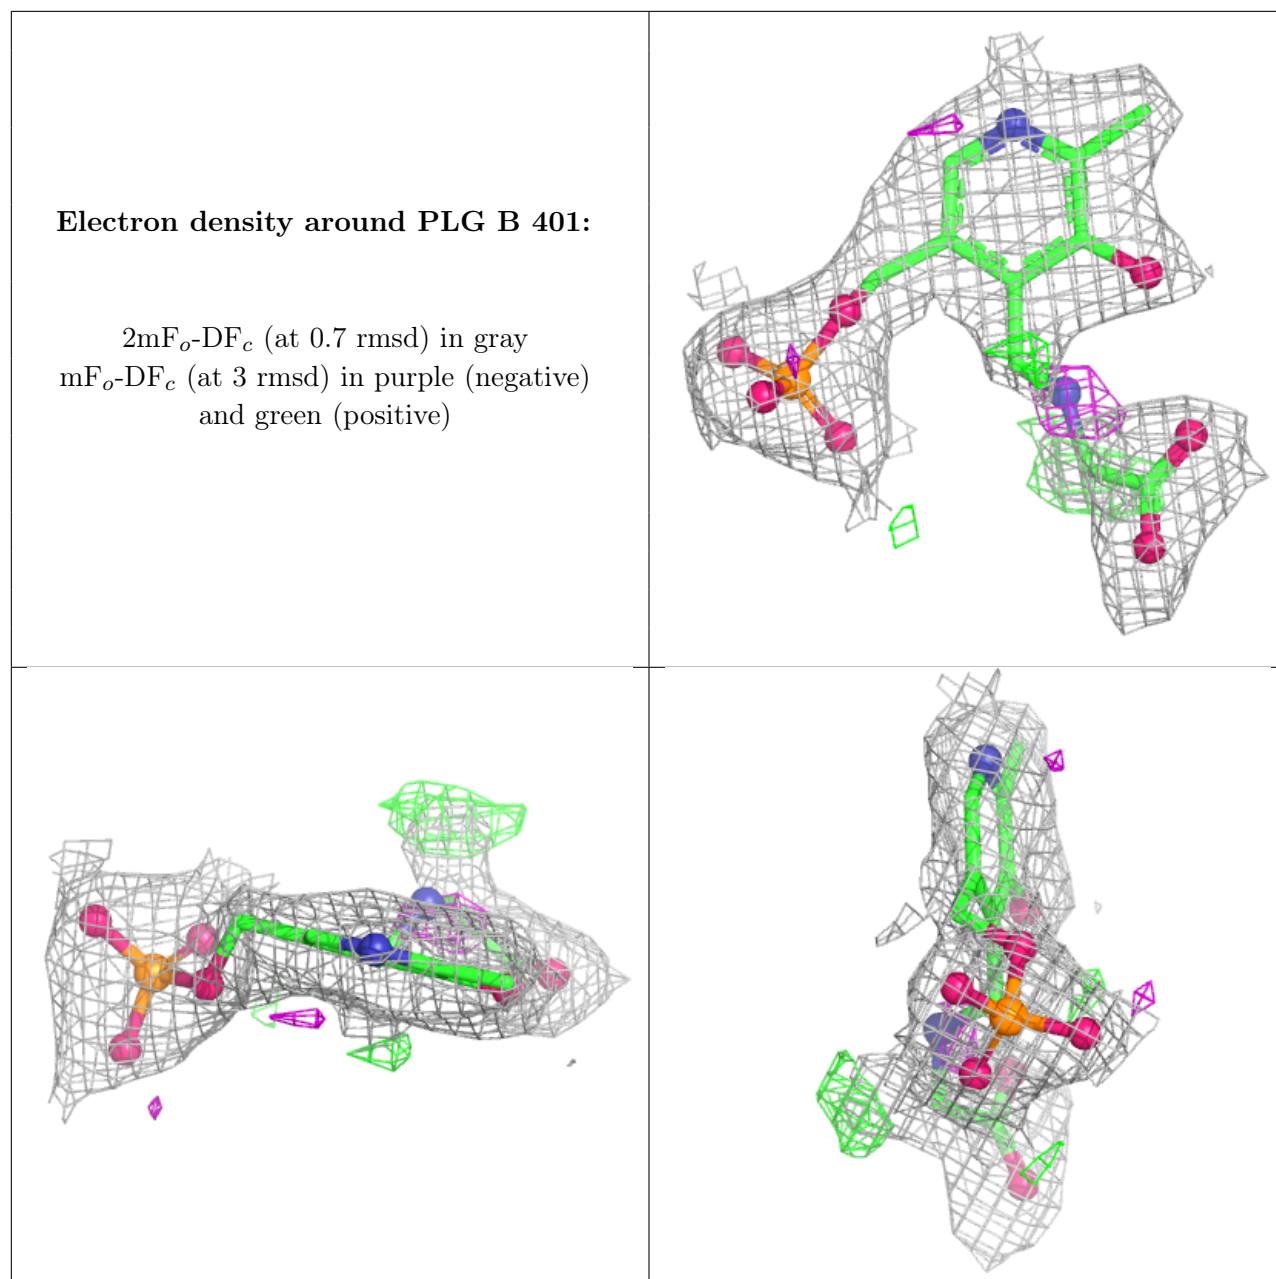 Electron density around PLG B 401:
2mFo-DFc (at 0.7 rmsd) in gray
mFo-DFc (at 3 rmsd) in purple (negative)
and green (positive)